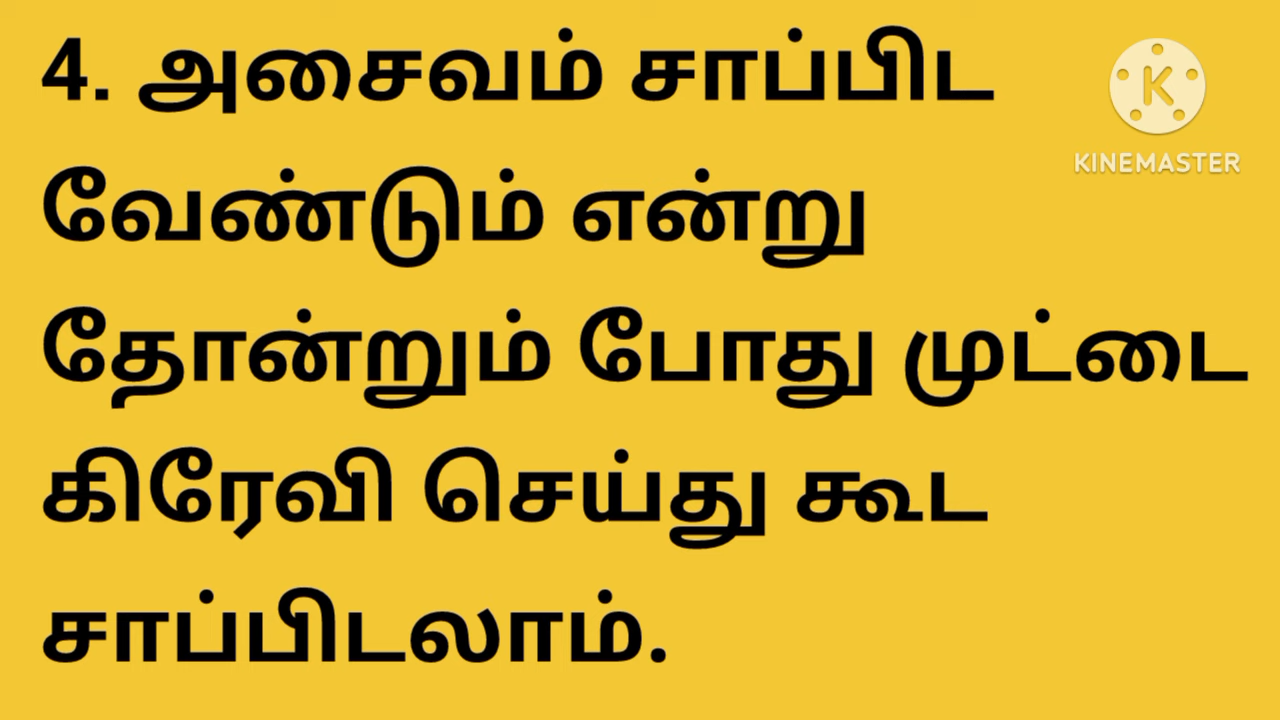 4. அசைவம் சாப்பிட
வேண்டும் என்று
தோன்றும் போது முட்டை
கிரேவி செய்து கூட
சாப்பிடலாம்.
K
KINEMASTER